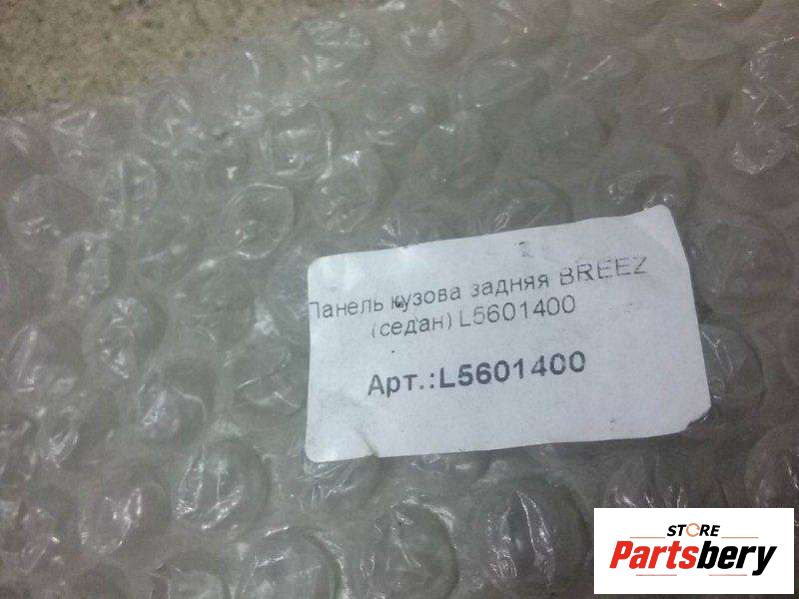 Панель кузова задняя BREEZ
(седан) L5601400
Арт.:L5601400
STORE
Partsbery